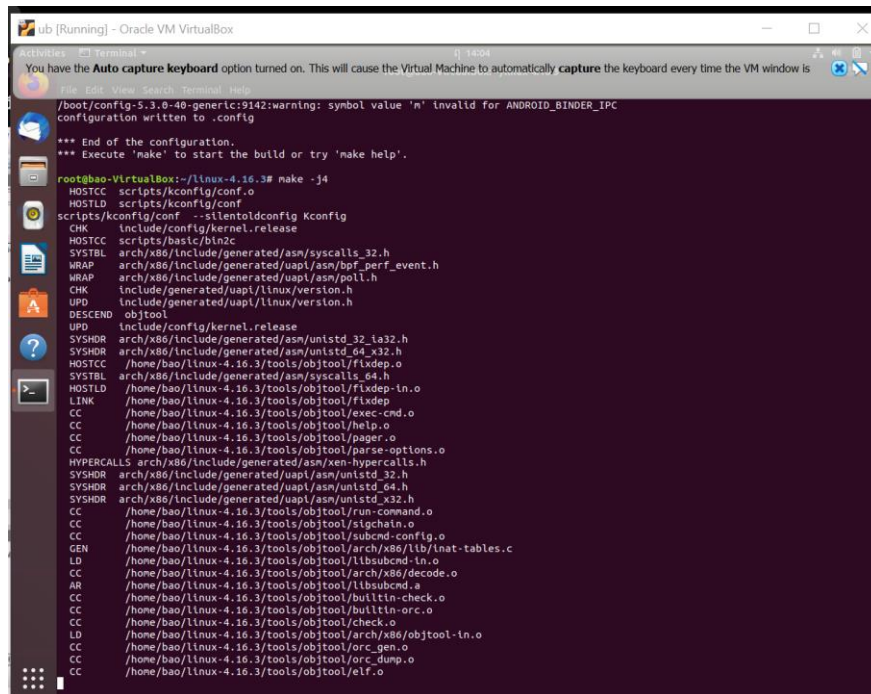 ub [Running] - Oracle VM VirtualBox
Activities Terminal 14:04
You have the Auto capture keyboard option turned on. This will cause the Virtual Machine to automatically capture the keyboard every time the VM window is
File Edit View Search Terminal Help
/boot/config-5.3.0-40-generic:9142:warning: symbol value 'm' invalid for ANDROID_BINDER_IPC
configuration written to .config
*** End of the configuration.
*** Execute 'make' to start the build or try 'make help'.
root@bao-VirtualBox:~/linux-4.16.3# make -j4
HOSTCC scripts/kconfig/conf.o
HOSTLD scripts/kconfig/conf
scripts/kconfig/conf --silentoldconfig Kconfig
CHK include/config/kernel.release
HOSTCC scripts/basic/bin2c
SYSTBL arch/x86/include/generated/asm/syscalls_32.h
WRAP arch/x86/include/generated/uapi/asm/bpf_perf_event.h
WRAP arch/x86/include/generated/uapi/asm/poll.h
CHK include/generated/uapi/linux/version.h
UPD include/generated/uapi/linux/version.h
DESCEND objtool
UPD include/config/kernel.release
SYSHDR arch/x86/include/generated/asm/unistd_32_ia32.h
SYSHDR arch/x86/include/generated/asm/unistd_64_x32.h
HOSTCC /home/bao/linux-4.16.3/tools/objtool/fixdep.o
SYSTBL arch/x86/include/generated/asm/syscalls_64.h
HOSTLD /home/bao/linux-4.16.3/tools/objtool/fixdep-in.o
LINK /home/bao/linux-4.16.3/tools/objtool/fixdep
CC /home/bao/linux-4.16.3/tools/objtool/exec-cmd.o
CC /home/bao/linux-4.16.3/tools/objtool/help.o
CC /home/bao/linux-4.16.3/tools/objtool/pager.o
CC /home/bao/linux-4.16.3/tools/objtool/parse-options.o
HYPERCALLS arch/x86/include/generated/asm/xen-hypercalls.h
SYSHDR arch/x86/include/generated/uapi/asm/unistd_32.h
SYSHDR arch/x86/include/generated/uapi/asm/unistd_64.h
SYSHDR arch/x86/include/generated/uapi/asm/unistd_x32.h
CC /home/bao/linux-4.16.3/tools/objtool/run-command.o
CC /home/bao/linux-4.16.3/tools/objtool/sigchain.o
CC /home/bao/linux-4.16.3/tools/objtool/subcmd-config.o
GEN /home/bao/linux-4.16.3/tools/objtool/arch/x86/lib/inat-tables.c
LD /home/bao/linux-4.16.3/tools/objtool/libsubcmd-in.o
CC /home/bao/linux-4.16.3/tools/objtool/arch/x86/decode.o
AR /home/bao/linux-4.16.3/tools/objtool/libsubcmd.a
CC /home/bao/linux-4.16.3/tools/objtool/builtin-check.o
CC /home/bao/linux-4.16.3/tools/objtool/builtin-orc.o
CC /home/bao/linux-4.16.3/tools/objtool/check.o
LD /home/bao/linux-4.16.3/tools/objtool/arch/x86/objtool-in.o
CC /home/bao/linux-4.16.3/tools/objtool/orc_gen.o
CC /home/bao/linux-4.16.3/tools/objtool/orc_dump.o
CC /home/bao/linux-4.16.3/tools/objtool/elf.o